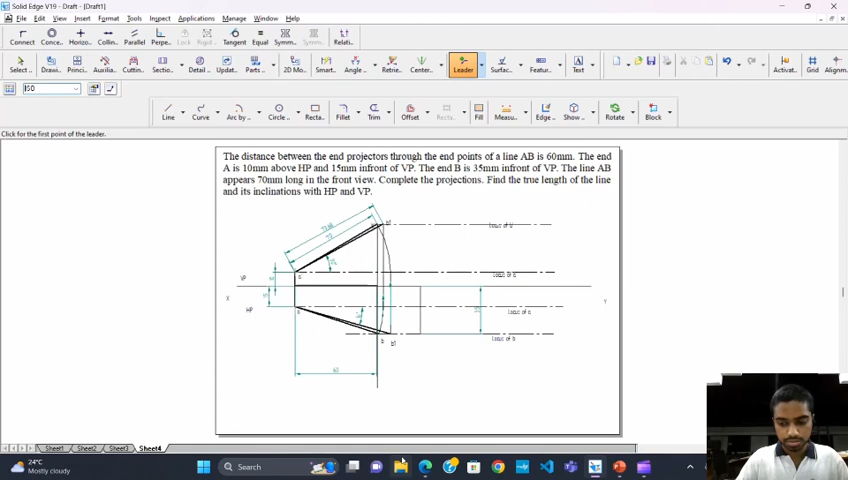 Solid Edge V19 - Draft - [Draft1]
File Edit View Insert Format Tools Inspect Applications Manage Window Help
Connect Conce... Horizo... Collin... Parallel Perpe... Lock Rigid... Tangent Equal Symm... Symm... Relati...
Select... Drawi... Princi... Auxilia... Cuttin... Sectio... Detail... Updat... Parts... 2D Mo... Smart... Angle... Retrie... Center... Leader Surfac... Featur... Text Activat... Grid Alignm...
ISO
Line Curve Arc by... Circle... Recta... Fillet Trim Offset Recta... Fill Measu... Edge... Show... Rotate Block
Click for the first point of the leader.
The distance between the end projectors through the end points of a line AB is 60mm. The end
A is 10mm above HP and 15mm infront of VP. The end B is 35mm infront of VP. The line AB
appears 70mm long in the front view. Complete the projections. Find the true length of the line
and its inclinations with HP and VP.
Locus of
VP
Locus of
X
Y
35
HP
Locus of a
Locus of b
b
b1
60
Sheet1 Sheet2 Sheet3 Sheet4
24°C
Mostly cloudy
Search